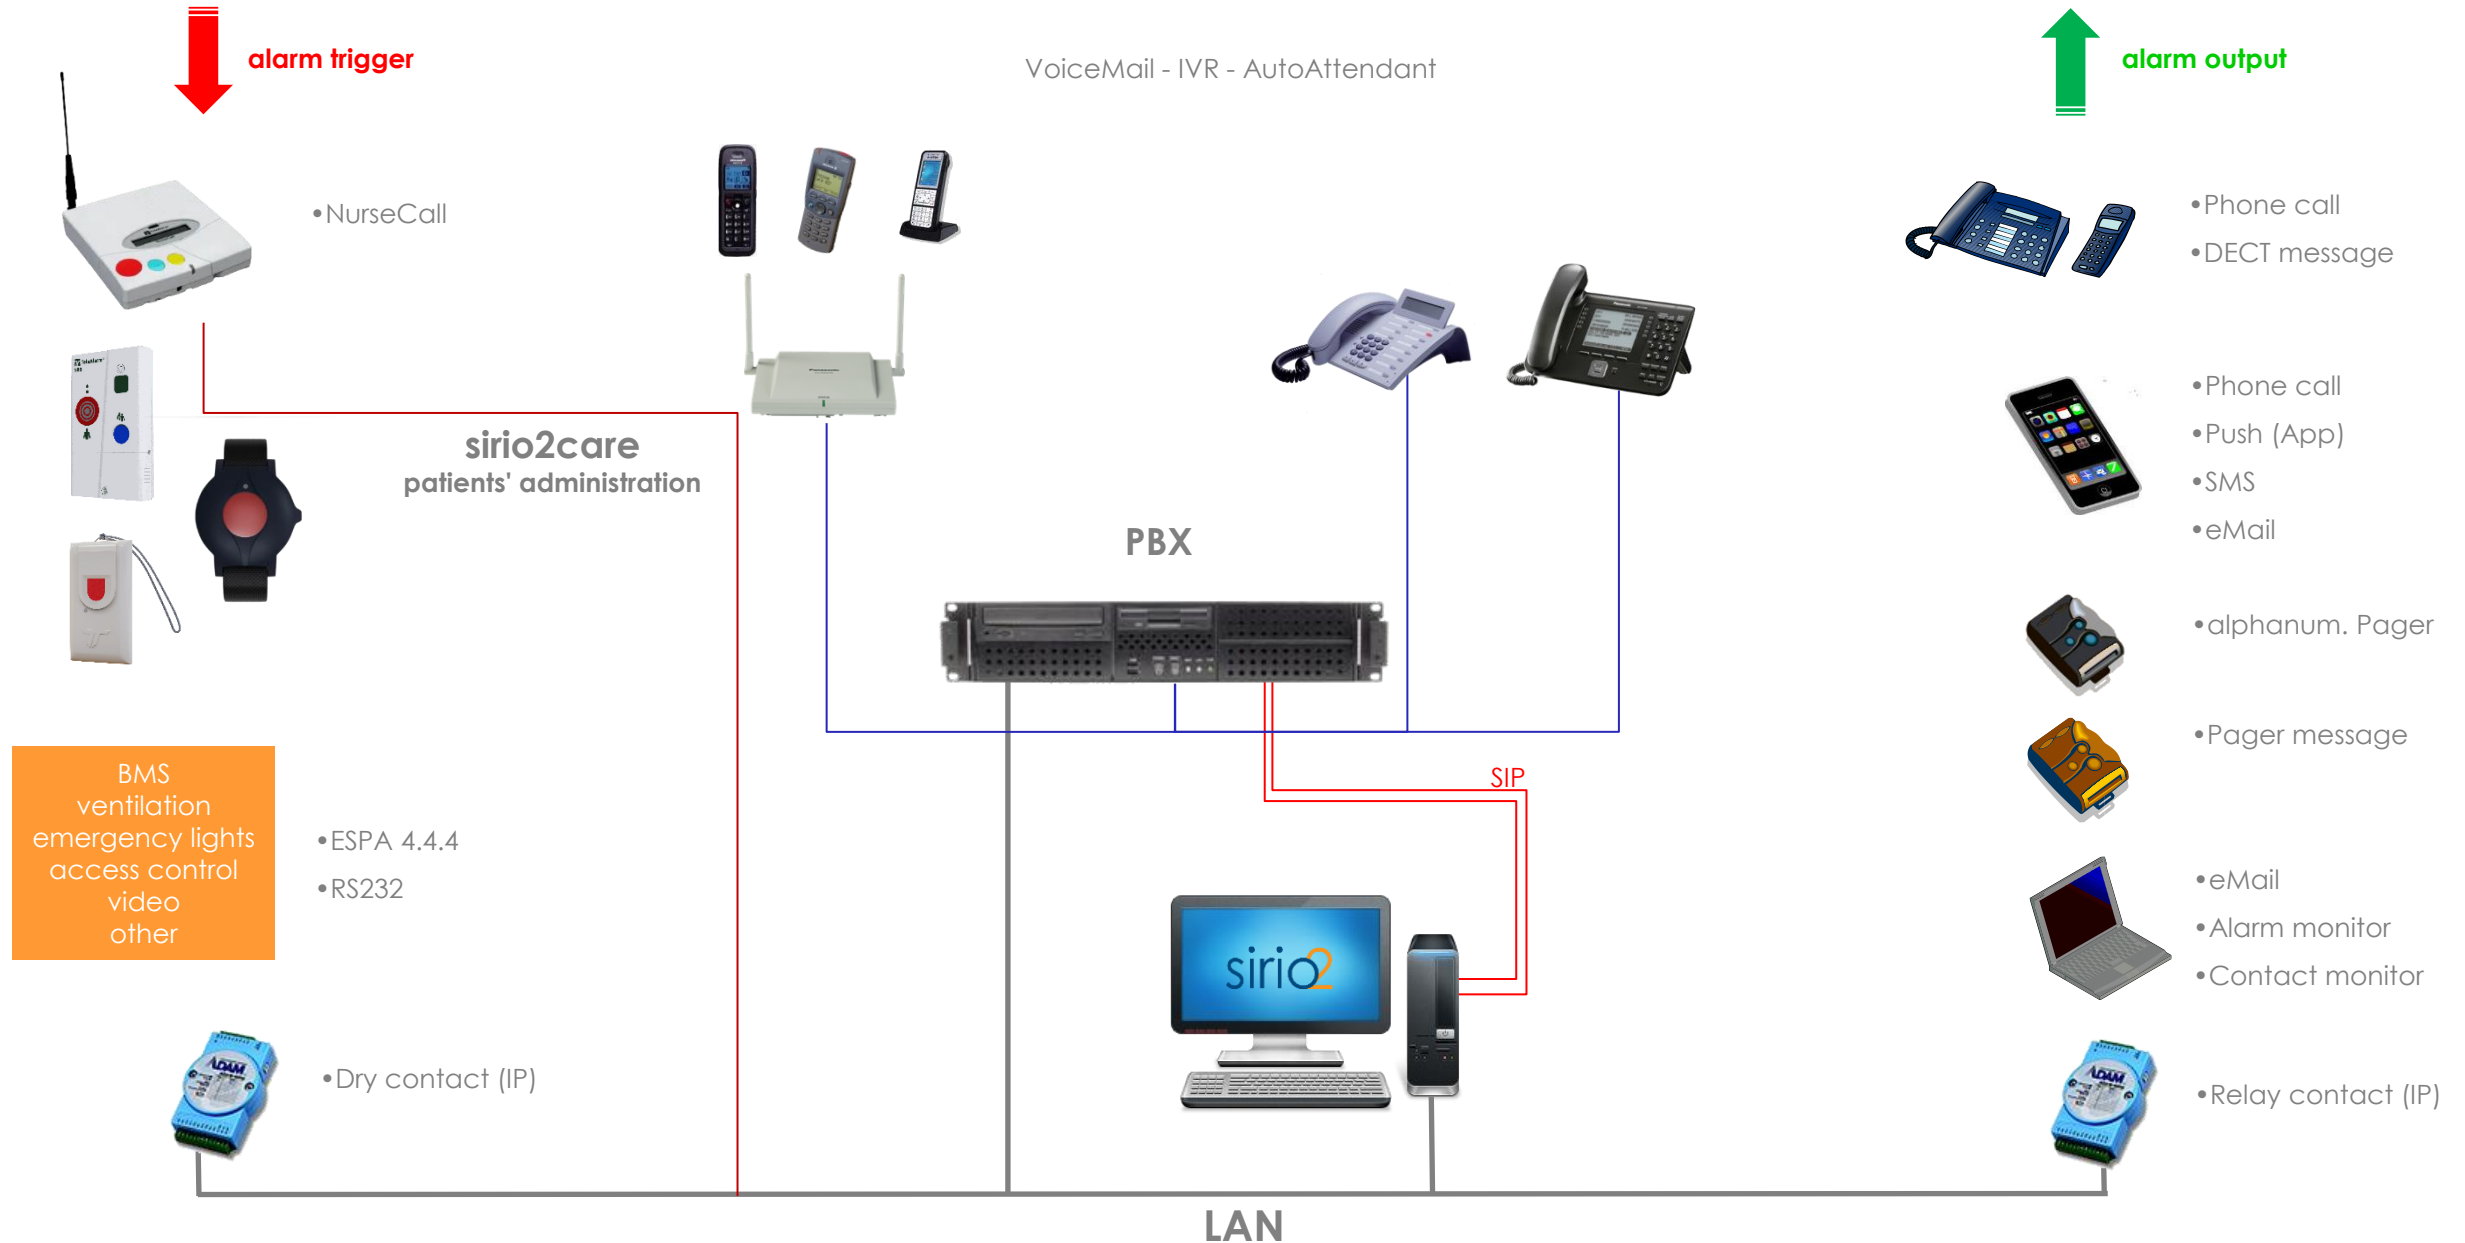 alarm trigger
VoiceMail - IVR - AutoAttendant
alarm output
•NurseCall
•Phone call
•DECT message
sirio2care
patients' administration
•Phone call
•Push (App)
•SMS
•eMail
PBX
•alphanum. Pager
•Pager message
SIP
BMS
ventilation
emergency lights
access control
video
other
•ESPA 4.4.4
•RS232
sirio2
•eMail
•Alarm monitor
•Contact monitor
ADAM
•Dry contact (IP)
ADAM
•Relay contact (IP)
LAN